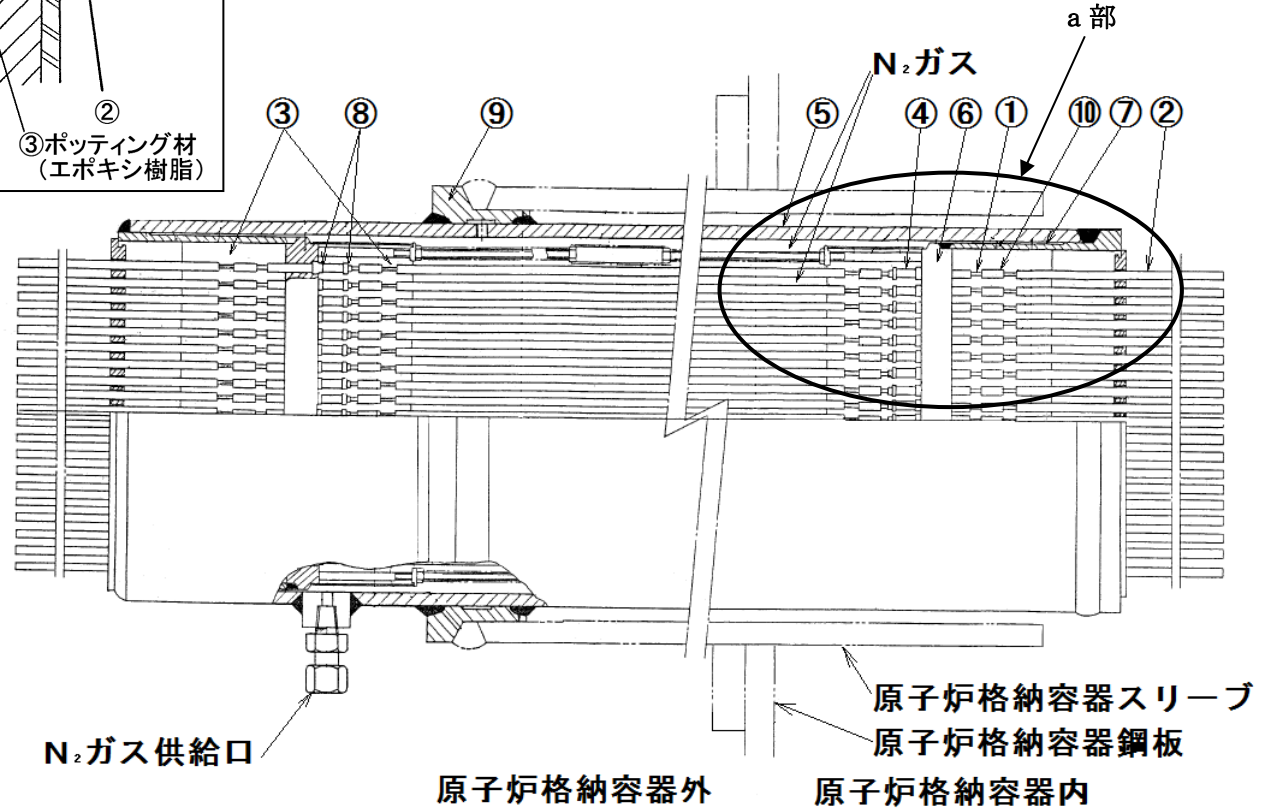 a 部
N₂ガス
②
③ポッティング材
（エポキシ樹脂）
③ ⑧ ⑨ ⑤ ④ ⑥ ① ⑩ ⑦ ②
原子炉格納容器スリーブ
原子炉格納容器鋼板
N₂ガス供給口
原子炉格納容器外 原子炉格納容器内